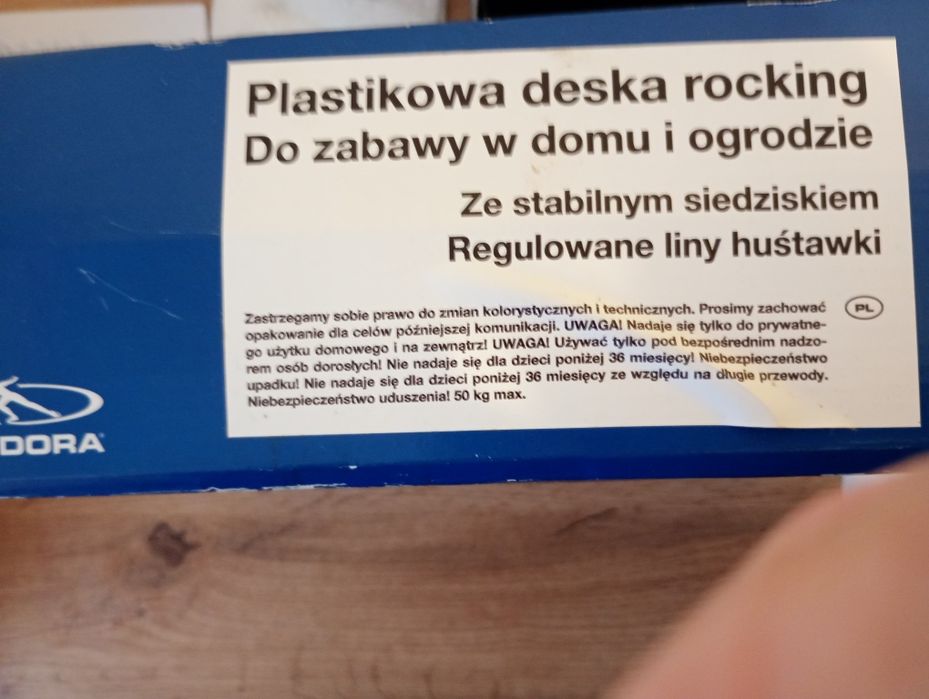 Plastikowa deska rocking
Do zabawy w domu i ogrodzie
Ze stabilnym siedziskiem
Regulowane liny huśtawki
Zastrzegamy sobie prawo do zmian kolorystycznych i technicznych. Prosimy zachować
opakowanie dla celów późniejszej komunikacji. UWAGA! Nadaje się tylko do prywatne-
go użytku domowego i na zewnątrz! UWAGA! Używać tylko pod bezpośrednim nadzo-
rem osób dorosłych! Nie nadaje się dla dzieci poniżej 36 miesięcy! Niebezpieczeństwo
upadku! Nie nadaje się dla dzieci poniżej 36 miesięcy ze względu na długie przewody.
Niebezpieczeństwo uduszenia! 50 kg max.
PL
DORA